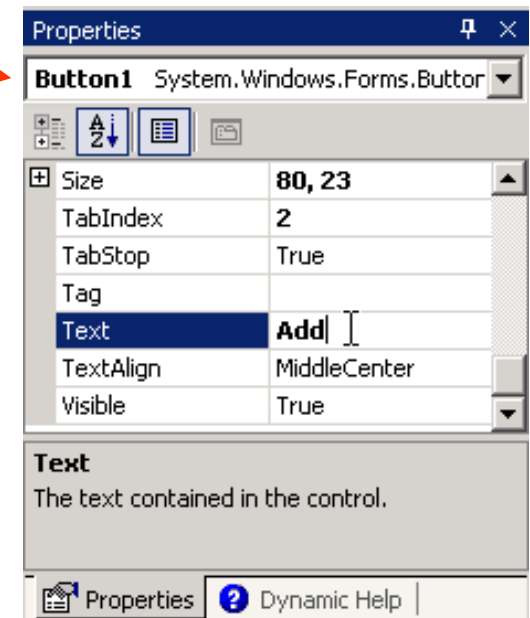 Properties
Button1 System.Windows.Forms.Button
A
Z
Size 80, 23
TabIndex 2
TabStop True
Tag
Text Add
TextAlign MiddleCenter
Visible True
Text
The text contained in the control.
Properties ? Dynamic Help